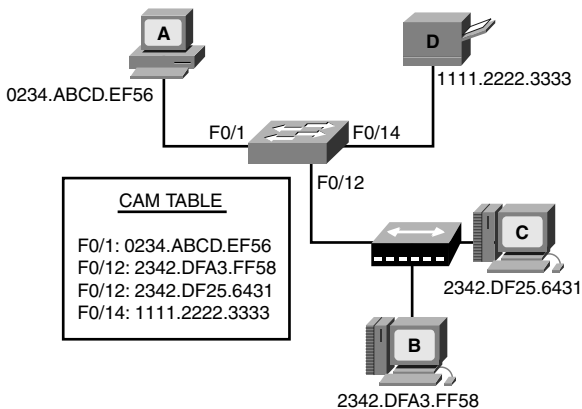 A
D
0234.ABCD.EF56
1111.2222.3333
F0/1
F0/14
F0/12
CAM TABLE
F0/1: 0234.ABCD.EF56
F0/12: 2342.DFA3.FF58
F0/12: 2342.DF25.6431
F0/14: 1111.2222.3333
C
2342.DF25.6431
B
2342.DFA3.FF58